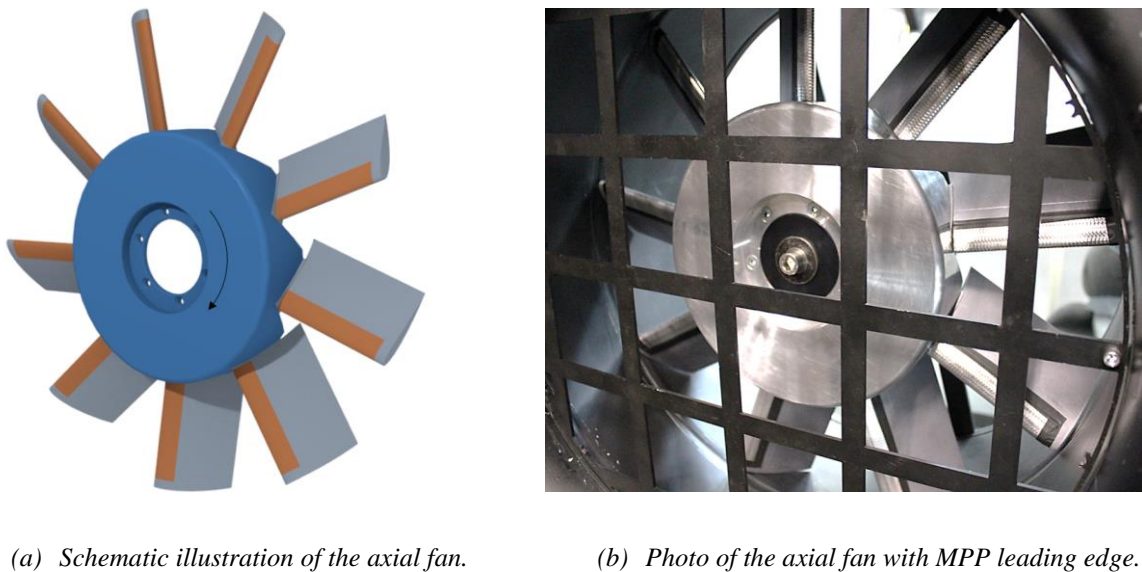 (a) Schematic illustration of the axial fan.
(b) Photo of the axial fan with MPP leading edge.